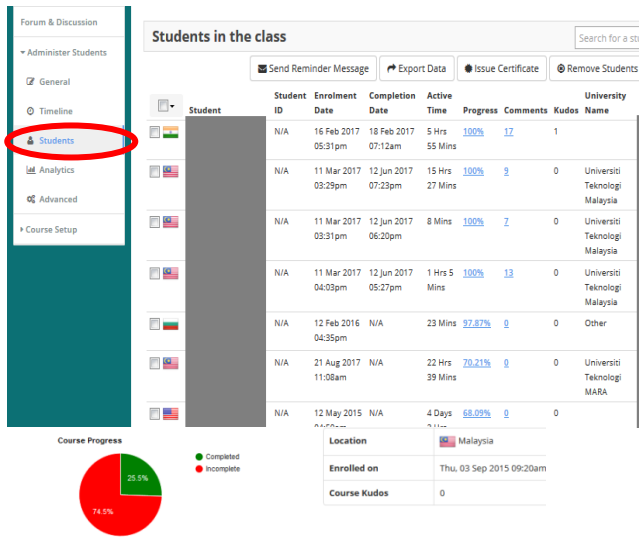 Forum & Discussion
Administer Students
General
Timeline
Students
Analytics
Advanced
Course Setup
Students in the class
Search for a stu
Send Reminder Message Export Data Issue Certificate Remove Students
Student Student ID Enrolment Date Completion Date Active Time Progress Comments Kudos University Name
N/A 16 Feb 2017 18 Feb 2017 5 Hrs 100% 17 1
05:31pm 07:12am 55 Mins
N/A 11 Mar 2017 12 Jun 2017 15 Hrs 100% 9 0 Universiti
03:29pm 07:23pm 27 Mins Teknologi
Malaysia
N/A 11 Mar 2017 12 Jun 2017 8 Mins 100% 7 0 Universiti
03:31pm 06:20pm Teknologi
Malaysia
N/A 11 Mar 2017 12 Jun 2017 1 Hrs 5 100% 13 0 Universiti
04:03pm 05:27pm Mins Teknologi
Malaysia
N/A 12 Feb 2016 N/A 23 Mins 97.87% 0 0 Other
04:35pm
N/A 21 Aug 2017 N/A 22 Hrs 70.21% 0 0 Universiti
11:08am 39 Mins Teknologi
MARA
N/A 12 May 2015 N/A 4 Days 68.09% 0 0
Course Progress
25.5%
74.5%
Completed
Incomplete
Location Malaysia
Enrolled on Thu, 03 Sep 2015 09:20am
Course Kudos 0